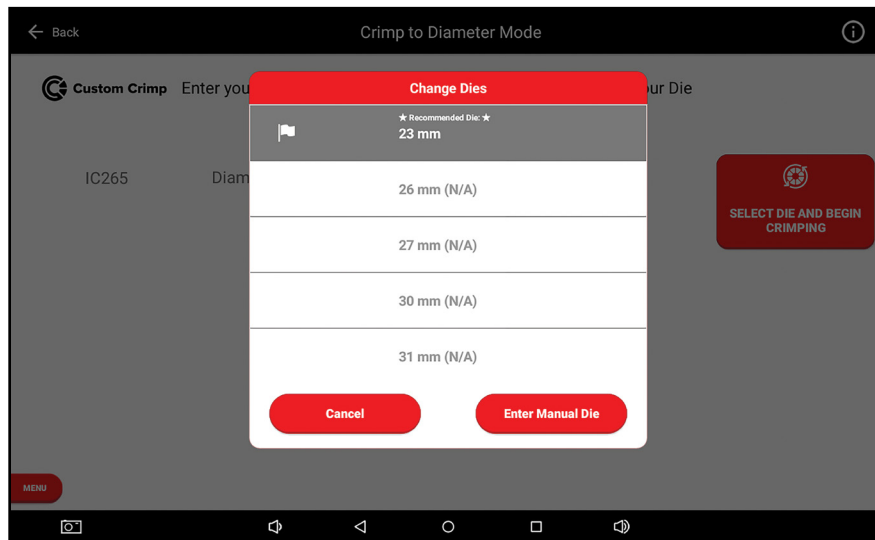 Back
Crimp to Diameter Mode
Custom Crimp Enter you
ur Die
Change Dies
★ Recommended Die: ★
23 mm
IC265
Diam
26 mm (N/A)
27 mm (N/A)
30 mm (N/A)
31 mm (N/A)
SELECT DIE AND BEGIN
CRIMPING
Cancel
Enter Manual Die
MENU